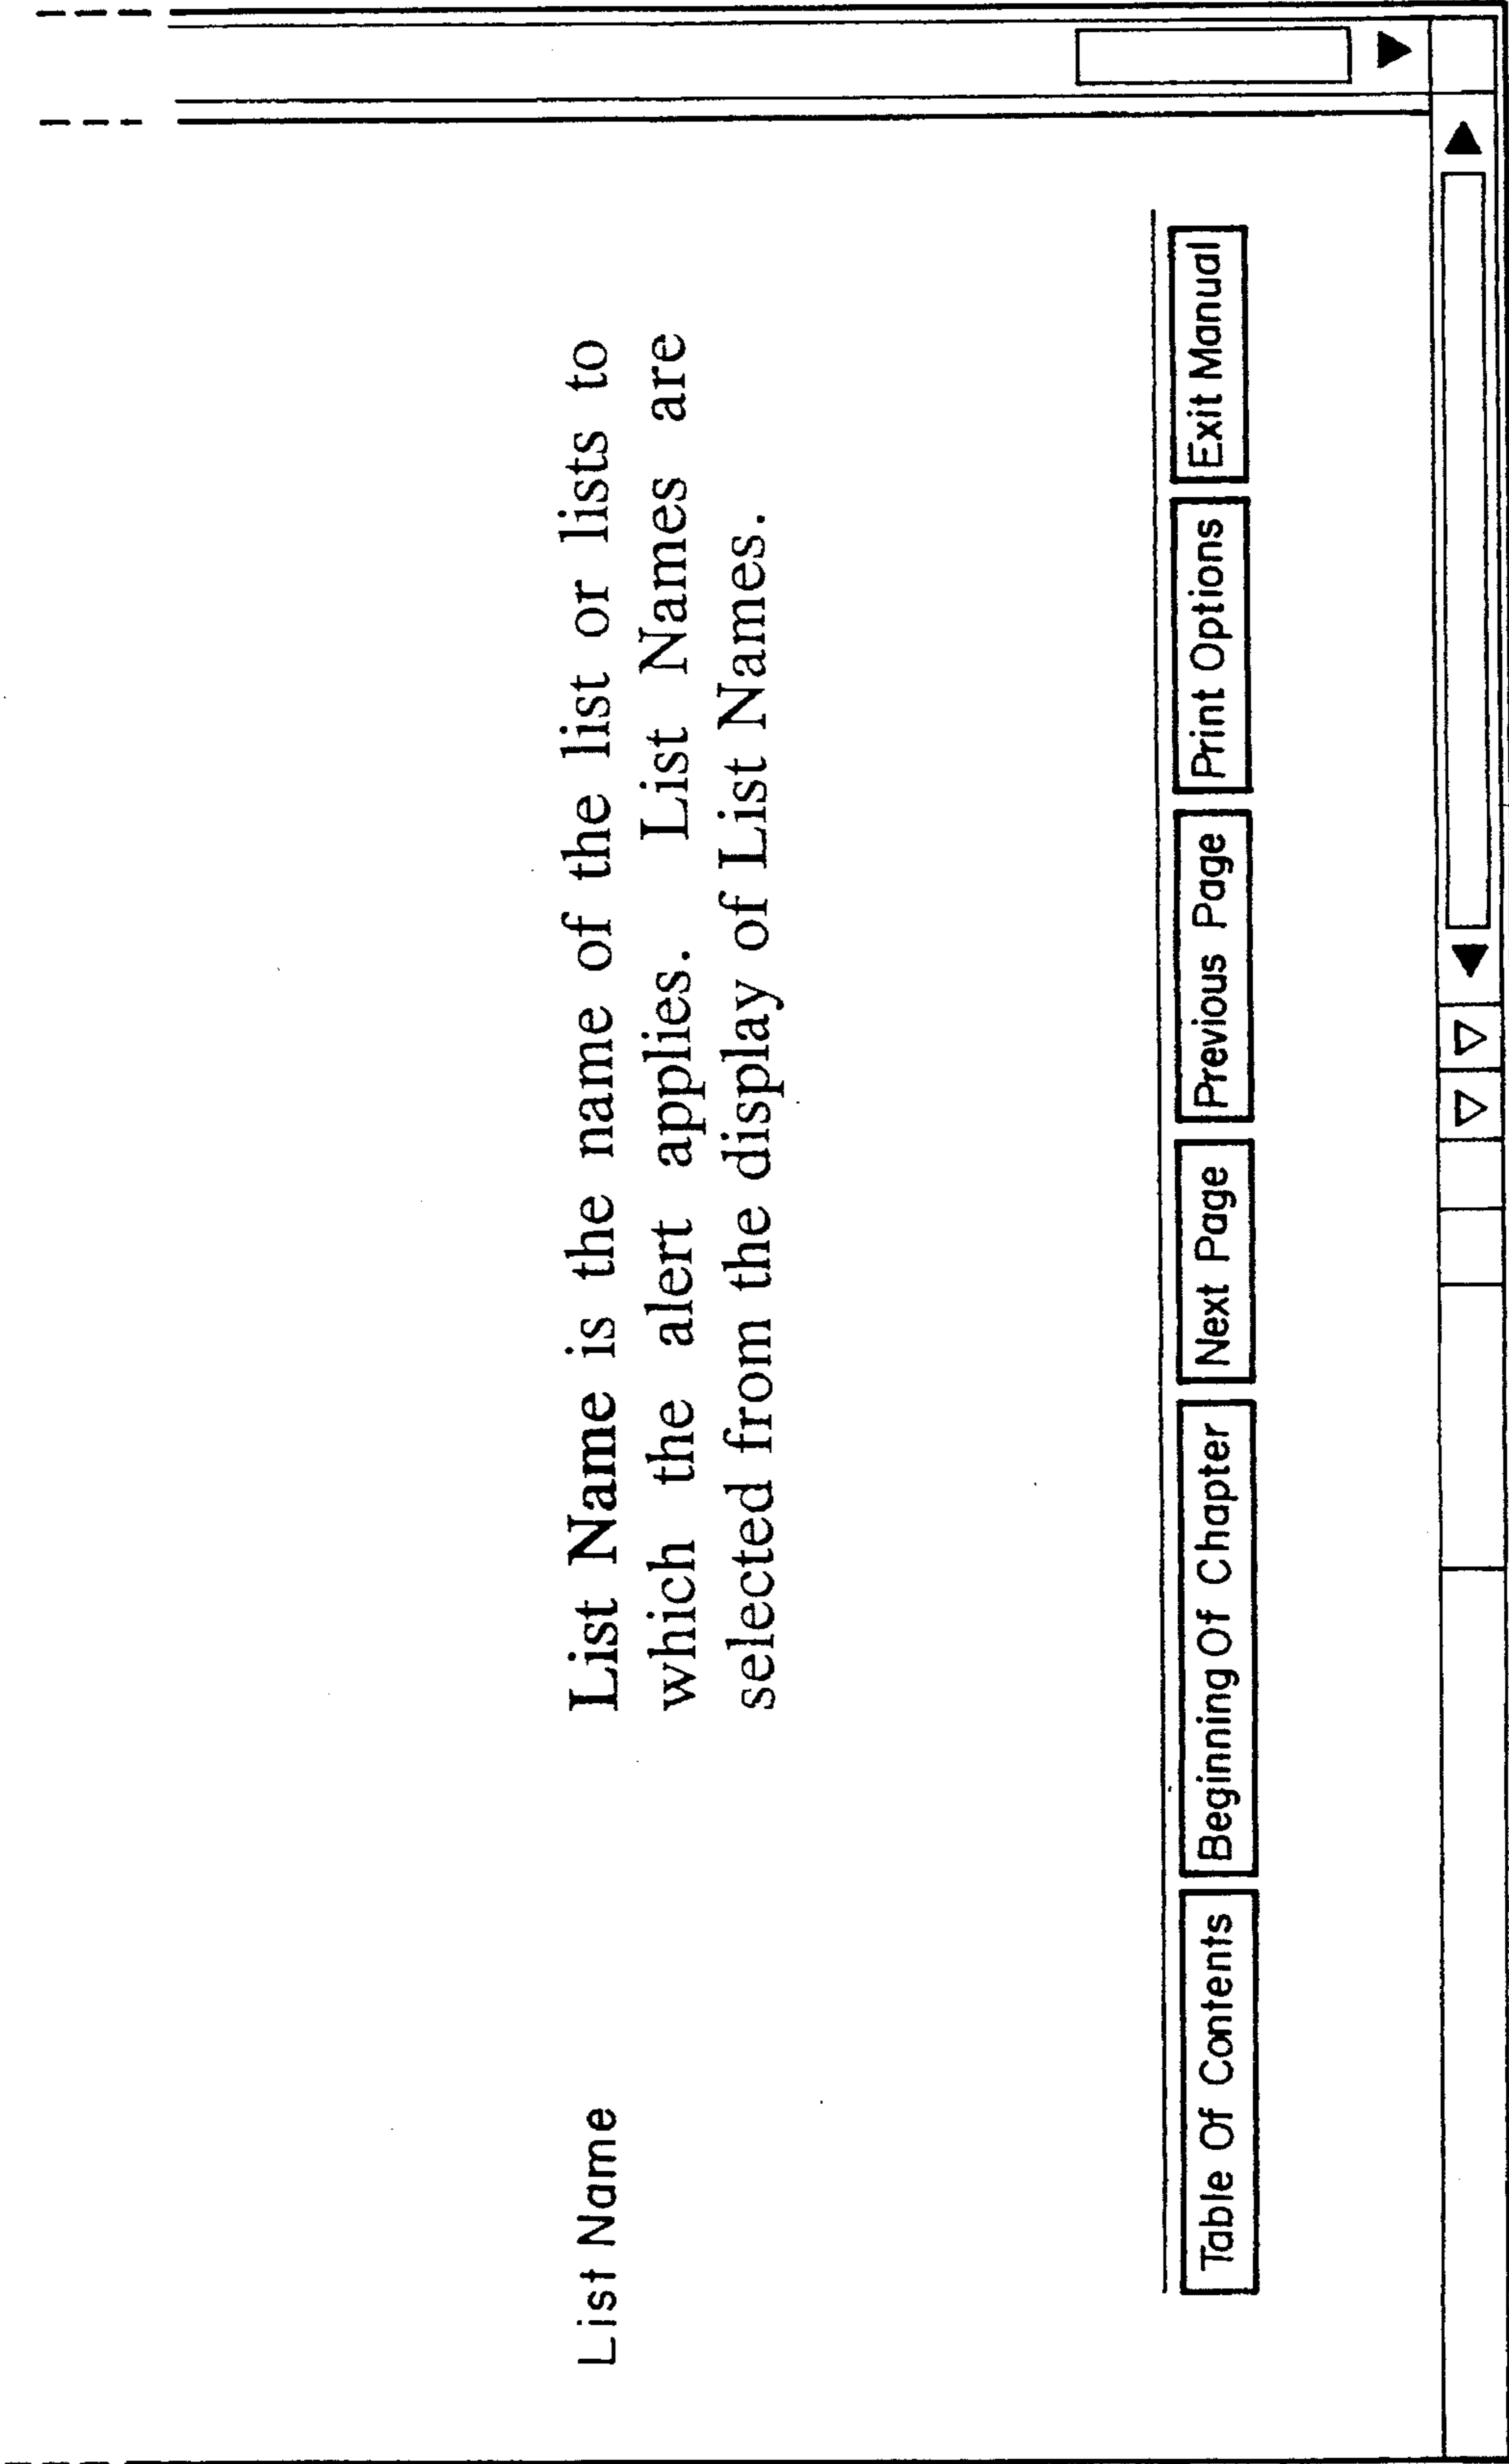 List Name
List Name is the name of the list or lists to
which the alert applies. List Names are
selected from the display of List Names.
Table Of Contents Beginning Of Chapter Next Page Previous Page Print Options Exit Manual